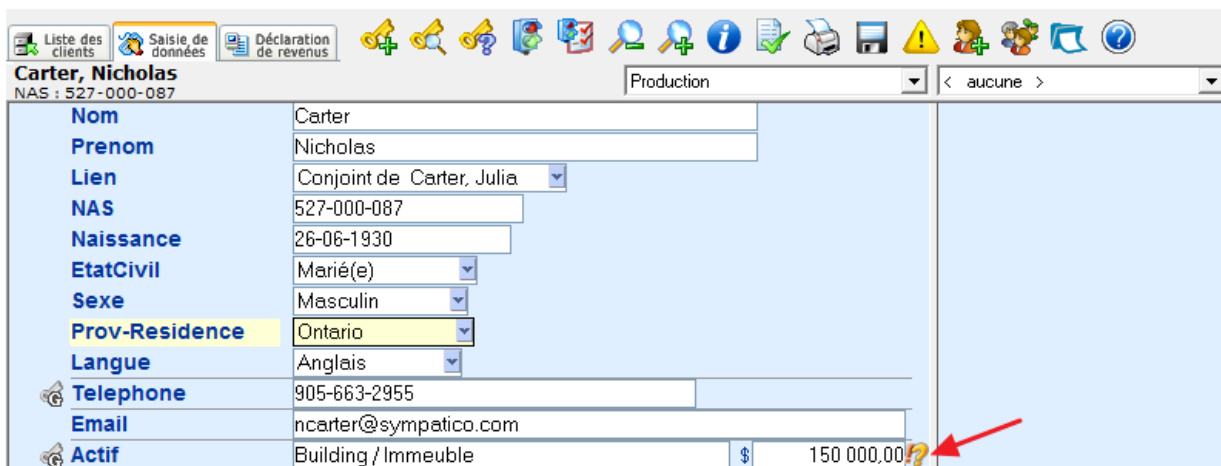 Liste des clients Saisie de données Déclaration de revenus
Carter, Nicholas
NAS : 527-000-087
Production < aucune >
Nom Carter
Prenom Nicholas
Lien Conjoint de Carter, Julia
NAS 527-000-087
Naissance 26-06-1930
EtatCivil Marié(e)
Sexe Masculin
Prov-Residence Ontario
Langue Anglais
Telephone 905-663-2955
Email ncarter@sympatico.com
Actif Building / Immeuble $ 150 000,00 !?